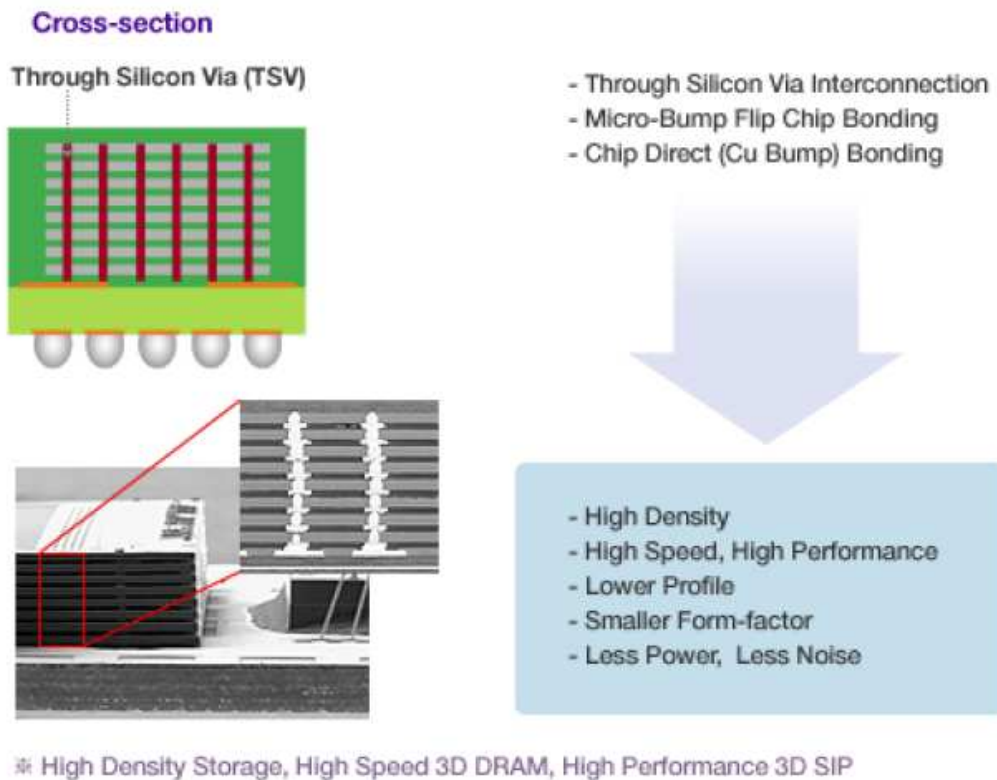 Cross-section
Through Silicon Via (TSV)
- Through Silicon Via Interconnection
- Micro-Bump Flip Chip Bonding
- Chip Direct (Cu Bump) Bonding
- High Density
- High Speed, High Performance
- Lower Profile
- Smaller Form-factor
- Less Power,  Less Noise
※ High Density Storage, High Speed 3D DRAM, High Performance 3D SIP